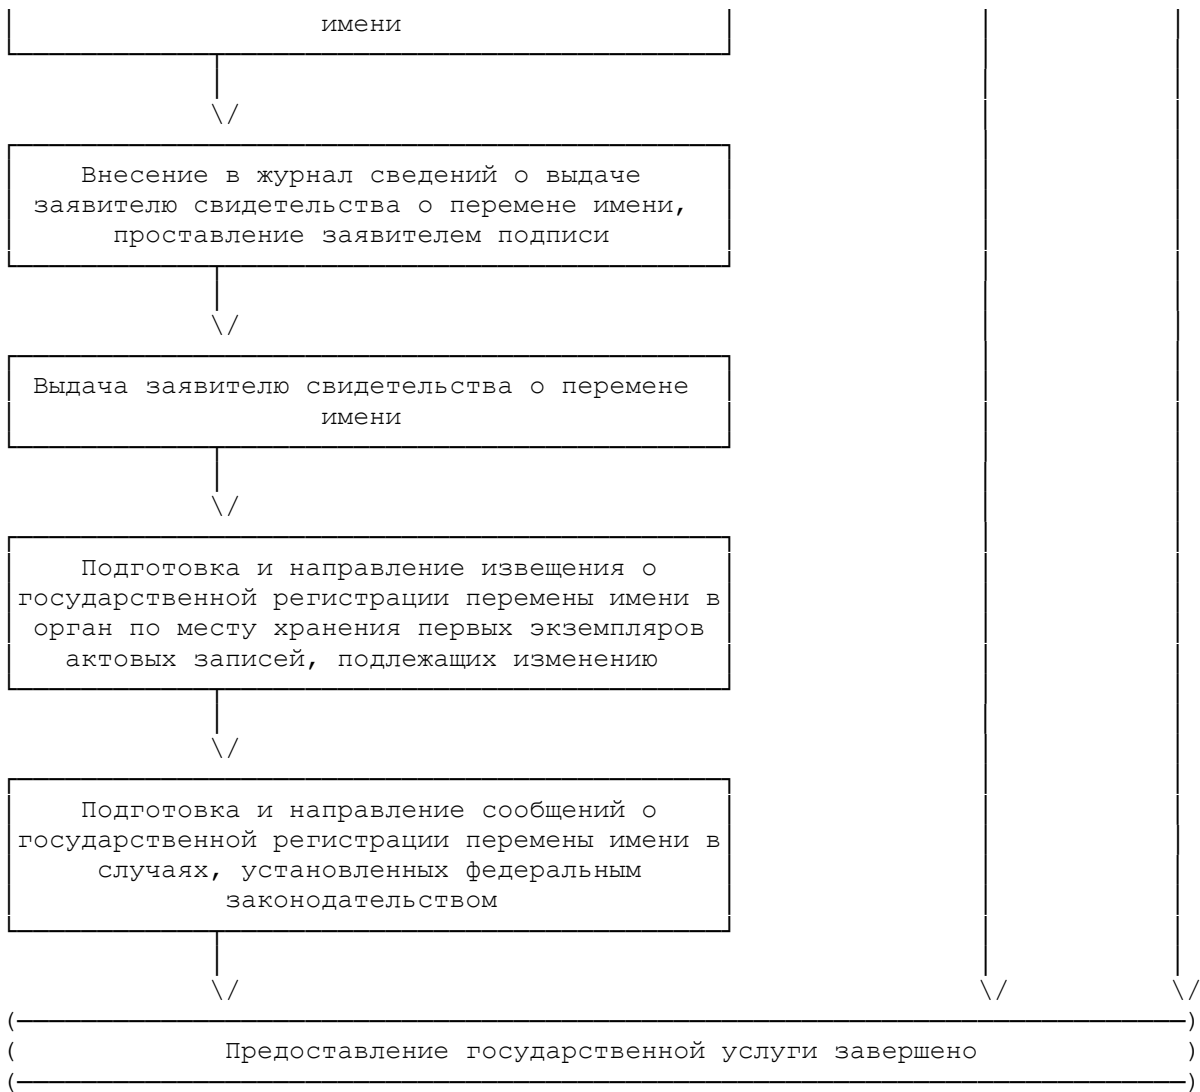 имени
Внесение в журнал сведений о выдаче
заявителю свидетельства о перемене имени,
проставление заявителем подписи
Выдача заявителю свидетельства о перемене
имени
Подготовка и направление извещения о
государственной регистрации перемены имени в
орган по месту хранения первых экземпляров
актовых записей, подлежащих изменению
Подготовка и направление сообщений о
государственной регистрации перемены имени в
случаях, установленных федеральным
законодательством
Предоставление государственной услуги завершено